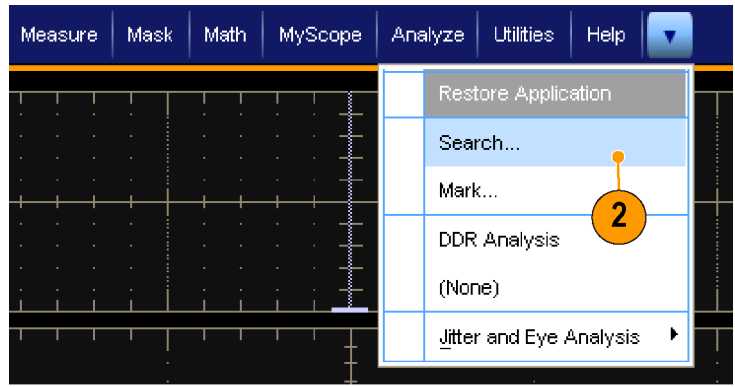 Measure Mask Math MyScope Analyze Utilities Help
Restore Application
Search...
Mark...
2
DDR Analysis
(None)
Jitter and Eye Analysis